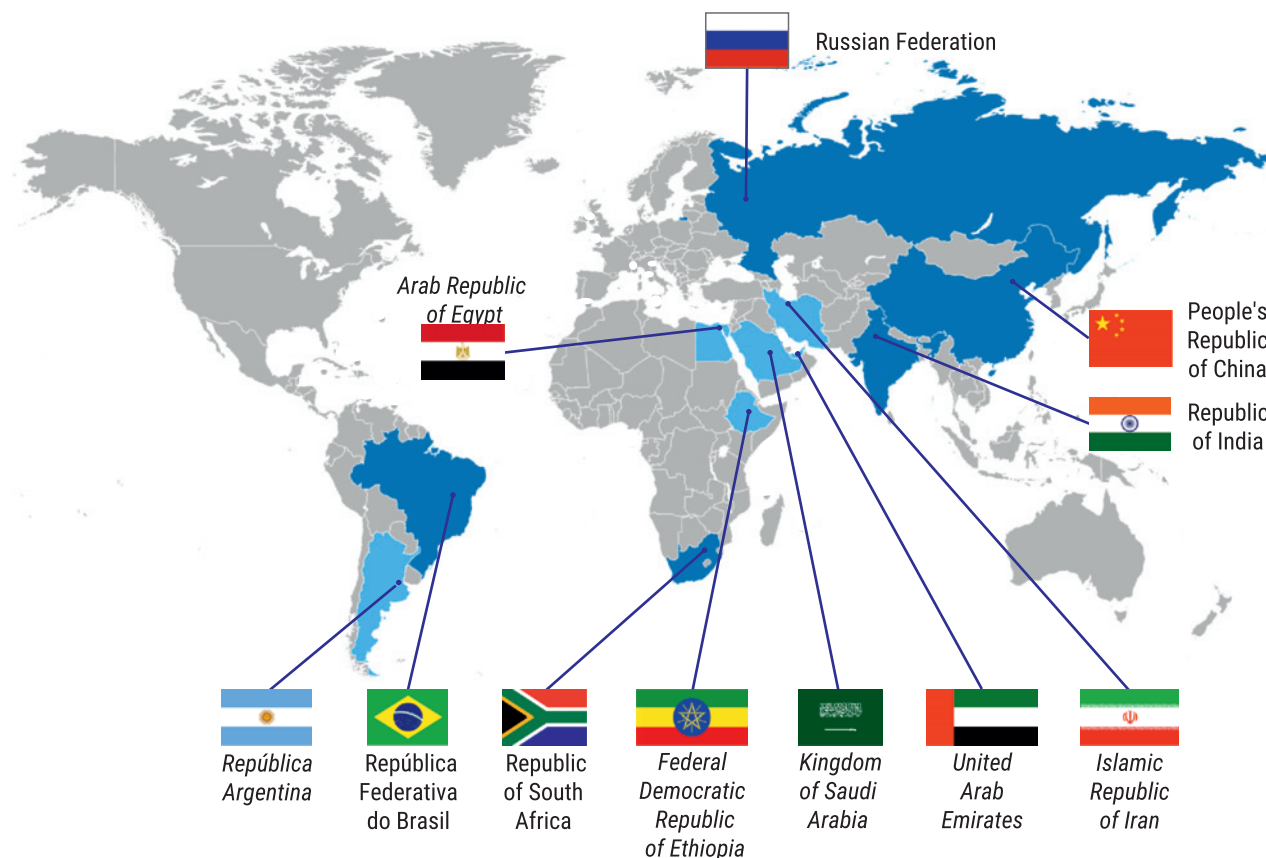 Russian Federation
Arab Republic
of Egypt
People's
Republic
of China
Republic
of India
República
Argentina
República
Federativa
do Brasil
Republic
of South
Africa
Federal
Democratic
Republic
of Ethiopia
Kingdom
of Saudi
Arabia
United
Arab
Emirates
Islamic
Republic
of Iran